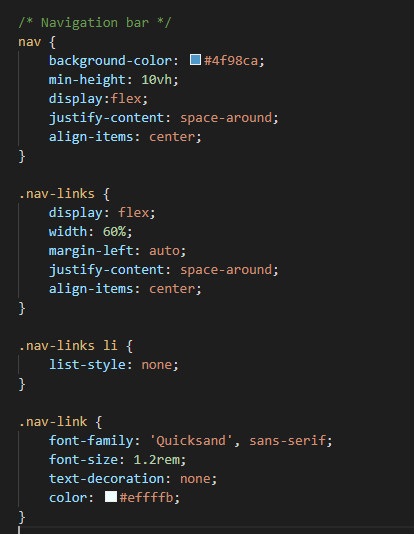 /* Navigation bar */
nav {
    background-color: #4f98ca;
    min-height: 10vh;
    display:flex;
    justify-content: space-around;
    align-items: center;
}

.nav-links {
    display: flex;
    width: 60%;
    margin-left: auto;
    justify-content: space-around;
    align-items: center;
}

.nav-links li {
    list-style: none;
}

.nav-link {
    font-family: 'Quicksand', sans-serif;
    font-size: 1.2rem;
    text-decoration: none;
    color: #effffb;
}